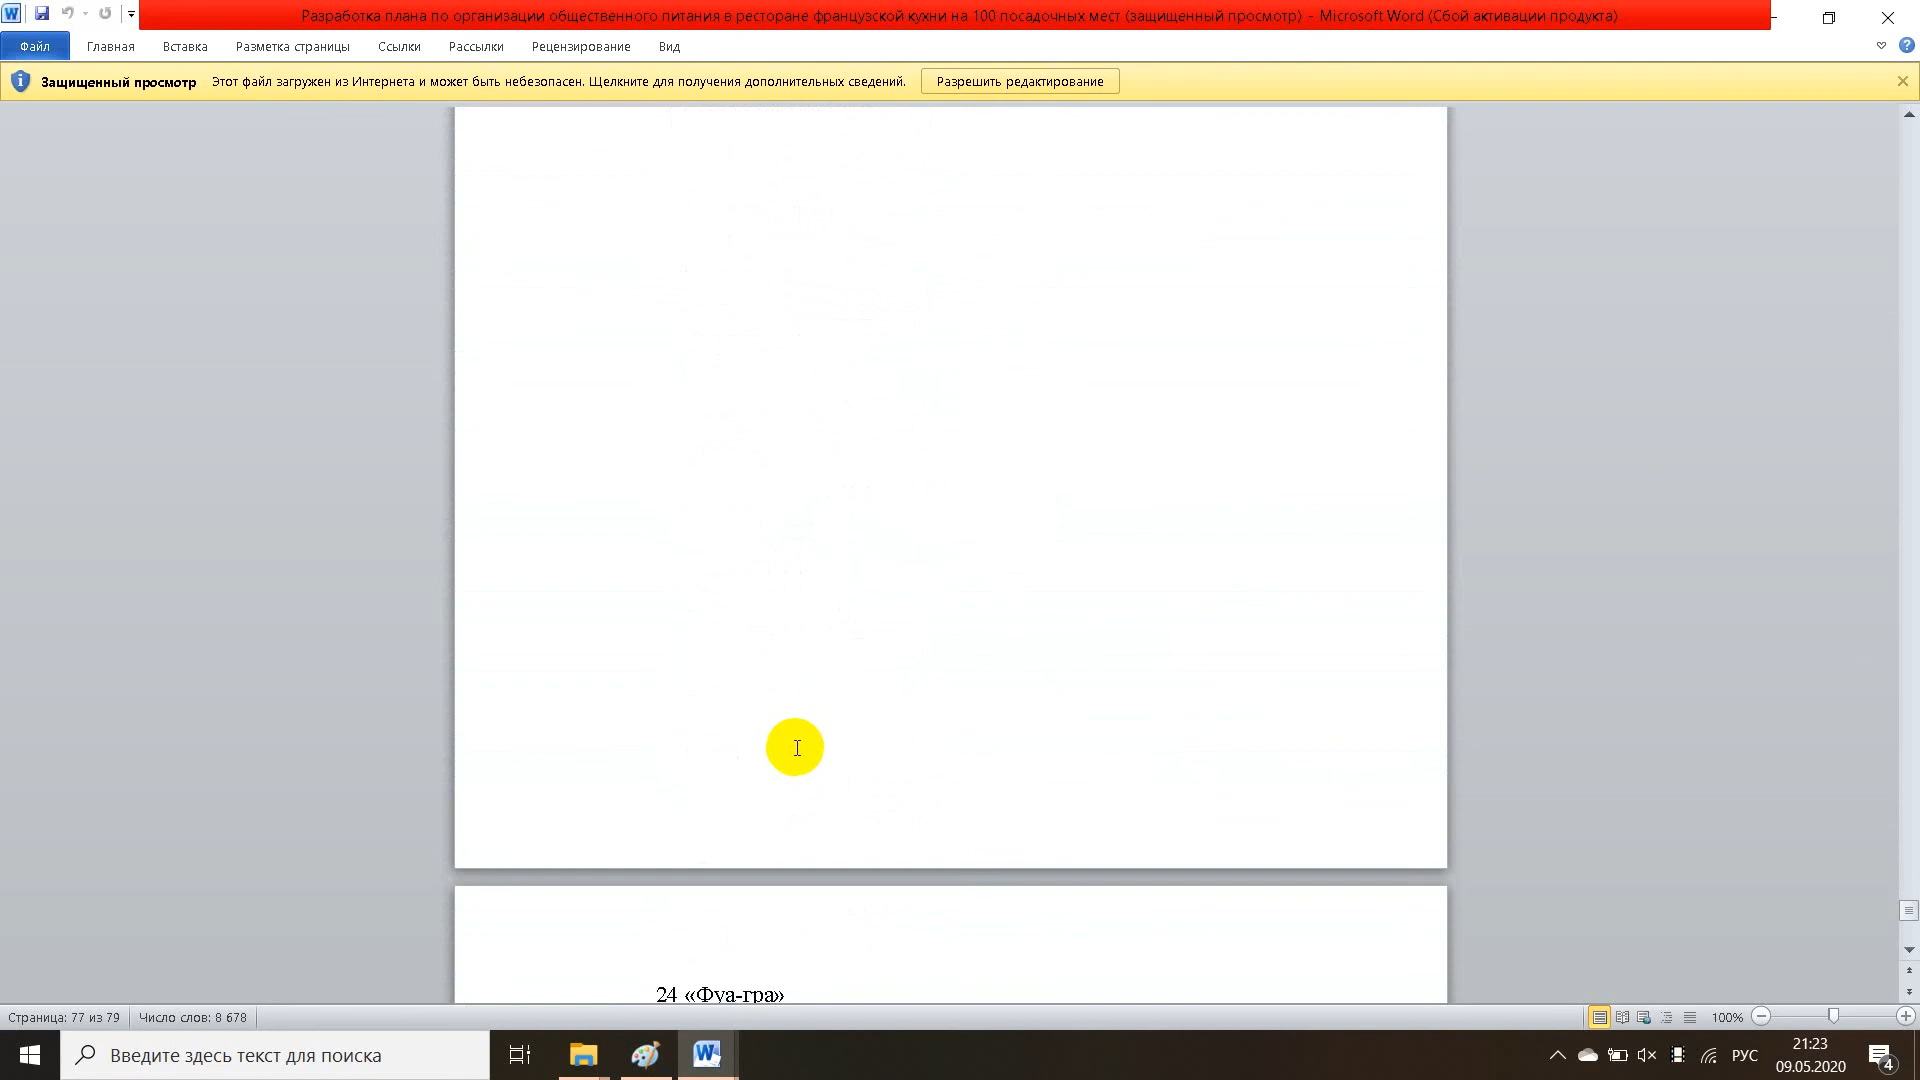 Разработка плана по организации общественного питания в ресторане французской кухни на 100 посадочных мест (защищенный просмотр) - Microsoft Word (Сбой активации продукта)
Файл Главная Вставка Разметка страницы Ссылки Рассылки Рецензирование Вид
Защищенный просмотр Этот файл загружен из Интернета и может быть небезопасен. Щелкните для получения дополнительных сведений. Разрешить редактирование
24 «Фуа-гра»
Страница: 77 из 79 Число слов: 8 678 100%
Введите здесь текст для поиска РУС 21:23
09.05.2020 4